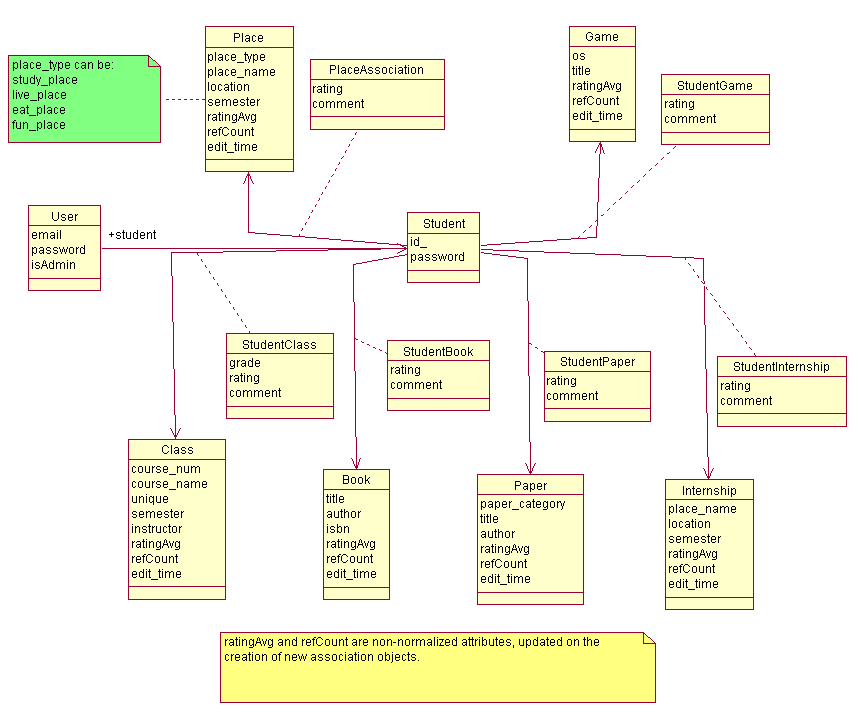 place_type can be:
study_place
live_place
eat_place
fun_place
Place
place_type
place_name
location
semester
ratingAvg
refCount
edit_time
PlaceAssociation
rating
comment
Game
os
title
ratingAvg
refCount
edit_time
StudentGame
rating
comment
User
email
password
isAdmin
+student
Student
id_
password
StudentClass
grade
rating
comment
StudentBook
rating
comment
StudentPaper
rating
comment
StudentInternship
rating
comment
Class
course_num
course_name
unique
semester
instructor
ratingAvg
refCount
edit_time
Book
title
author
isbn
ratingAvg
refCount
edit_time
Paper
paper_category
title
author
ratingAvg
refCount
edit_time
Internship
place_name
location
semester
ratingAvg
refCount
edit_time
ratingAvg and refCount are non-normalized attributes, updated on the
creation of new association objects.